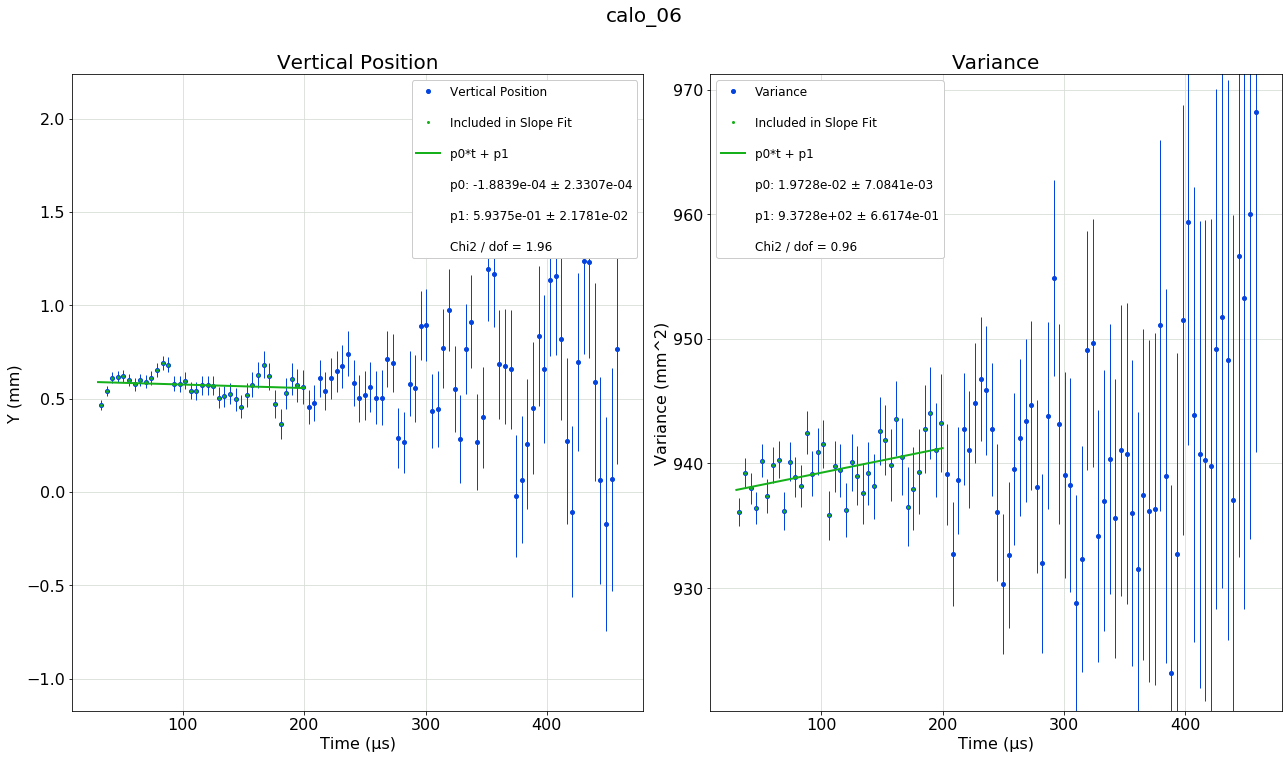 calo_06
Vertical Position
Vertical Position
Included in Slope Fit
p0*t + p1
p0: -1.8839e-04 ± 2.3307e-04
p1: 5.9375e-01 ± 2.1781e-02
Chi2 / dof = 1.96
2.0
1.5
1.0
0.5
0.0
−0.5
−1.0
Y (mm)
100
200
300
400
Time (μs)
Variance
Variance
Included in Slope Fit
p0*t + p1
p0: 1.9728e-02 ± 7.0841e-03
p1: 9.3728e+02 ± 6.6174e-01
Chi2 / dof = 0.96
970
960
950
940
930
Variance (mm^2)
100
200
300
400
Time (μs)